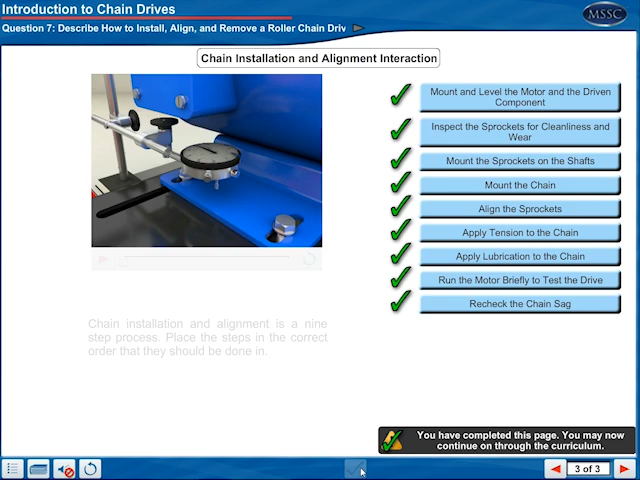 Introduction to Chain Drives
Question 7: Describe How to Install, Align, and Remove a Roller Chain Driv
MSSC
Chain Installation and Alignment Interaction
Mount and Level the Motor and the Driven
Component
Inspect the Sprockets for Cleanliness and
Wear
Mount the Sprockets on the Shafts
Mount the Chain
Align the Sprockets
Apply Tension to the Chain
Apply Lubrication to the Chain
Run the Motor Briefly to Test the Drive
Recheck the Chain Sag
Chain installation and alignment is a nine
step process. Place the steps in the correct
order that they should be done in.
You have completed this page. You may now
continue on through the curriculum.
3 of 3